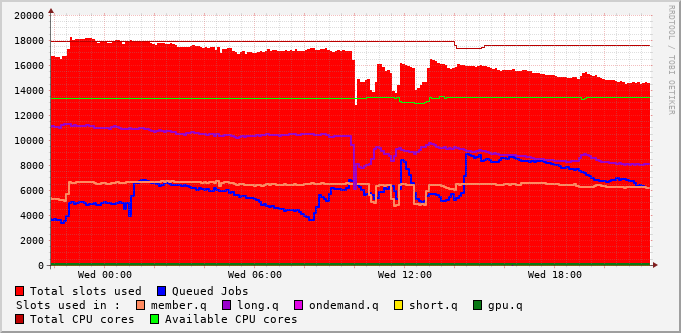 20000
18000
16000
14000
12000
10000
8000
6000
4000
2000
0
Wed 00:00 Wed 06:00 Wed 12:00 Wed 18:00
Total slots used Queued Jobs
Slots used in : member.q long.q ondemand.q short.q gpu.q
Total CPU cores Available CPU cores
RRDTOOL / TOBI OETIKER